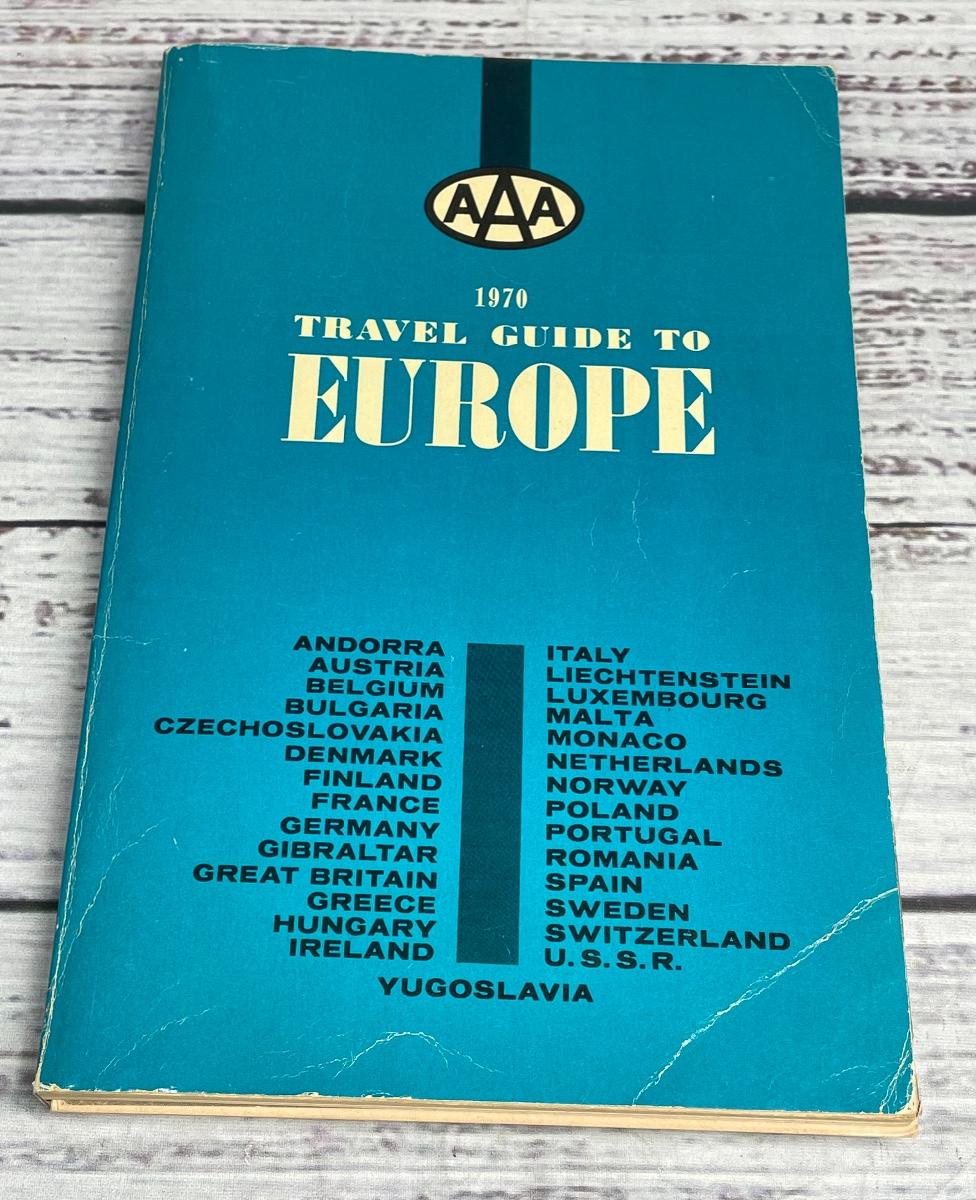 AAA
1970
TRAVEL GUIDE TO
EUROPE
ANDORRA
AUSTRIA
BELGIUM
BULGARIA
CZECHOSLOVAKIA
DENMARK
FINLAND
FRANCE
GERMANY
GIBRALTAR
GREAT BRITAIN
GREECE
HUNGARY
IRELAND
ITALY
LIECHTENSTEIN
LUXEMBOURG
MALTA
MONACO
NETHERLANDS
NORWAY
POLAND
PORTUGAL
ROMANIA
SPAIN
SWEDEN
SWITZERLAND
U.S.S.R.
YUGOSLAVIA